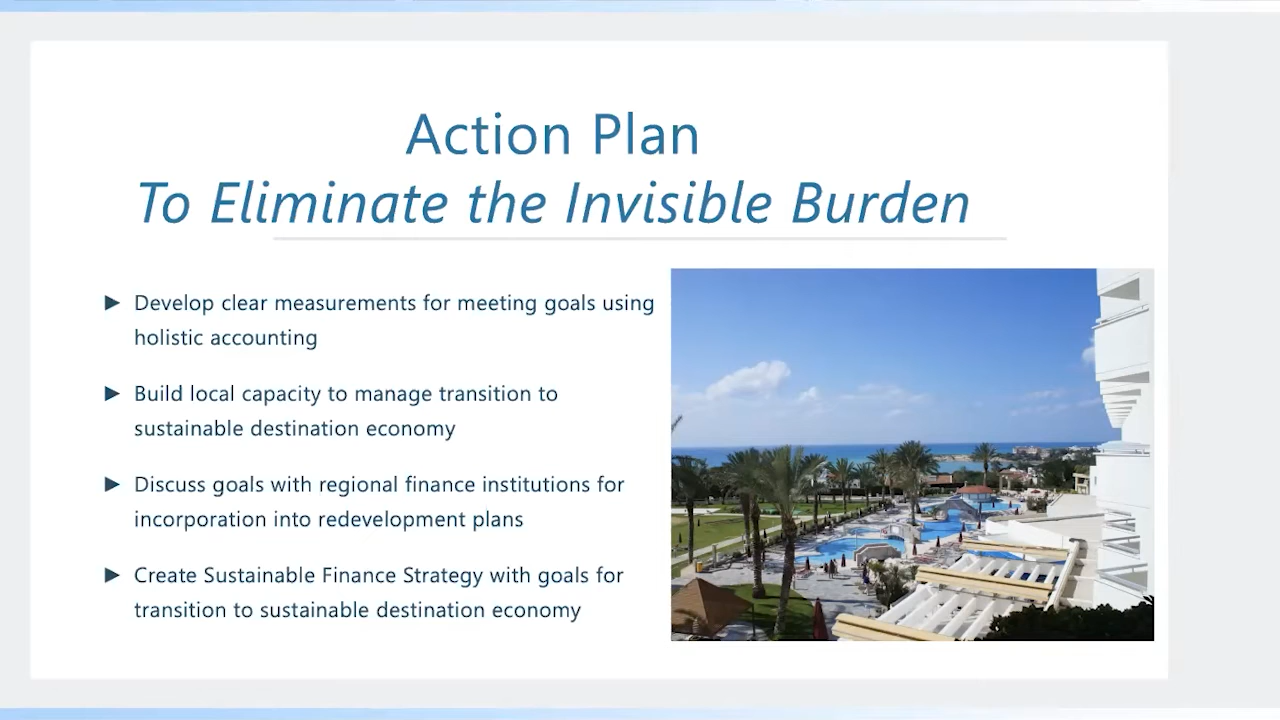 Action Plan
To Eliminate the Invisible Burden
► Develop clear measurements for meeting goals using
holistic accounting
► Build local capacity to manage transition to
sustainable destination economy
► Discuss goals with regional finance institutions for
incorporation into redevelopment plans
► Create Sustainable Finance Strategy with goals for
transition to sustainable destination economy